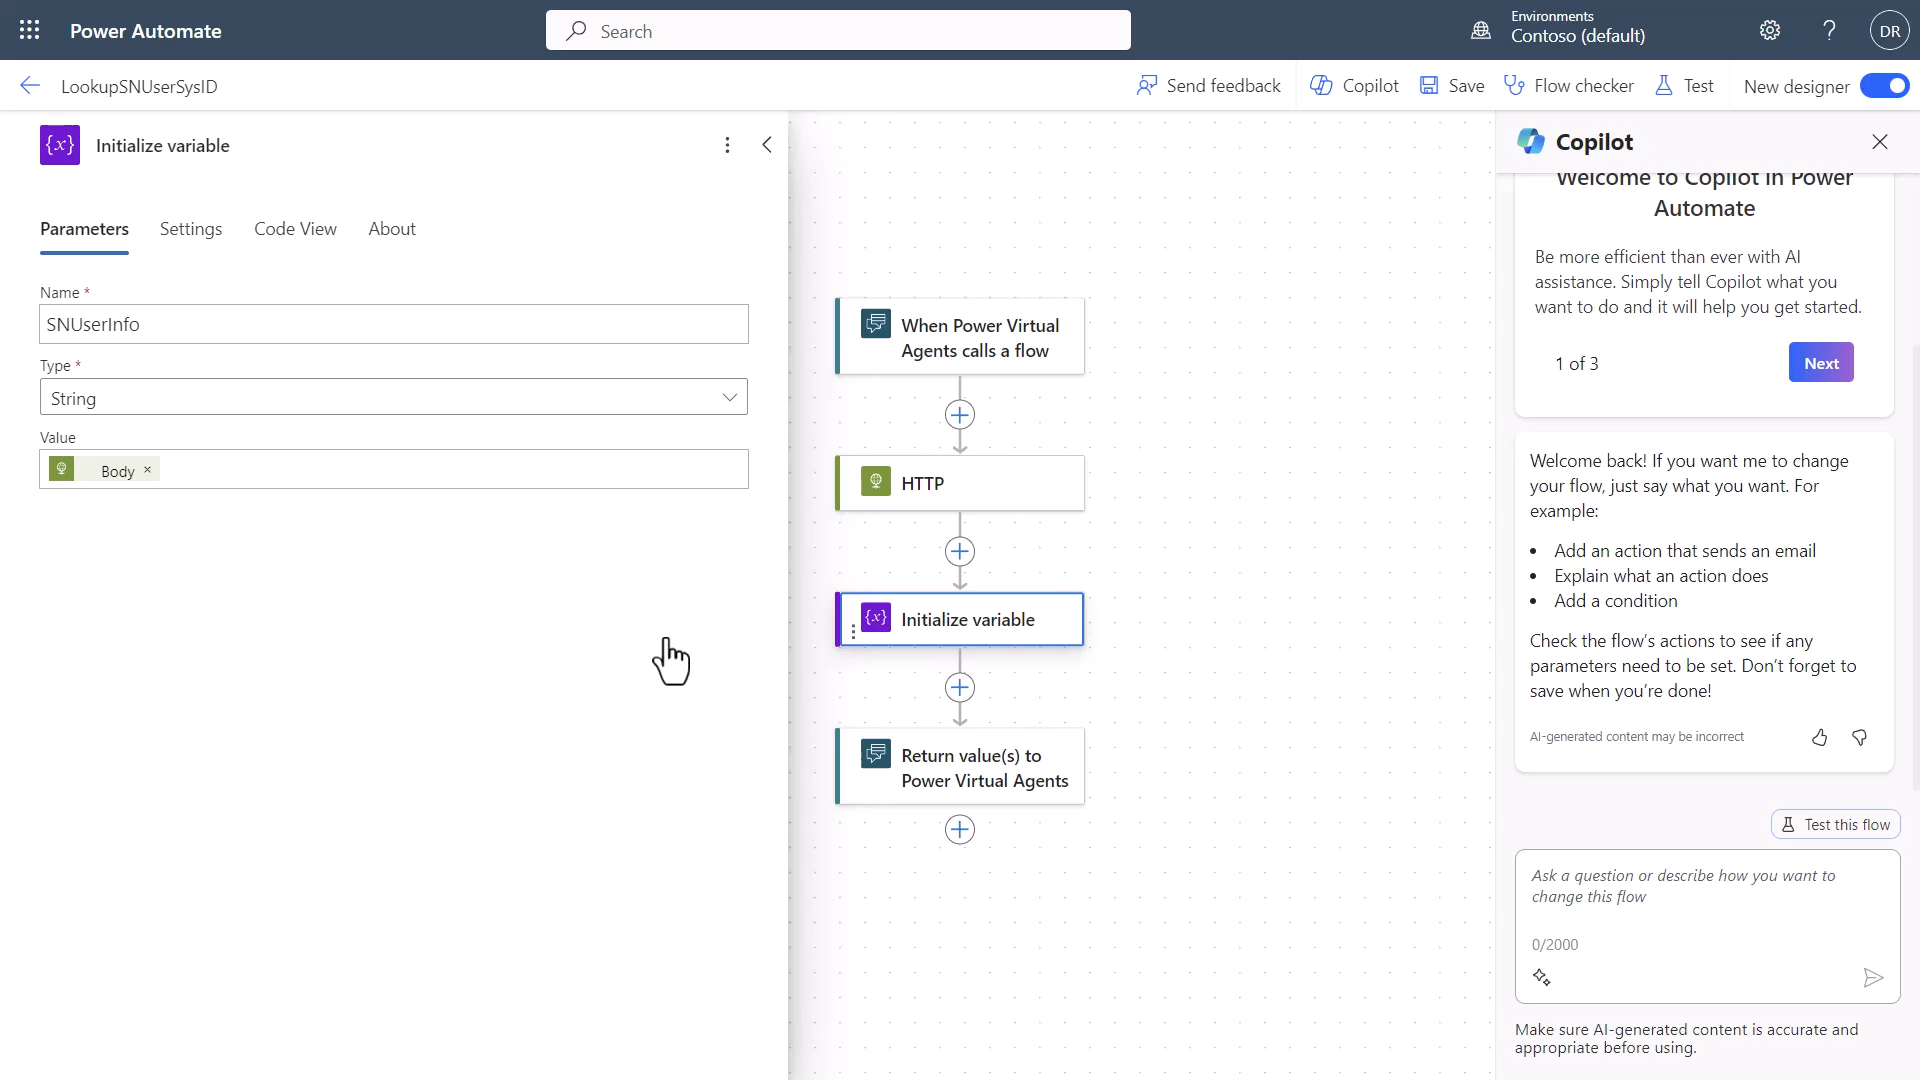 Power Automate
Search
Environments
Contoso (default)
?
DR
LookupSNUserSysID
Send feedback
Copilot
Save
Flow checker
Test
New designer
{x}
Initialize variable
Parameters
Settings
Code View
About
Name *
SNUserInfo
Type *
String
Value
Body ×
When Power Virtual
Agents calls a flow
HTTP
{x}
Initialize variable
Return value(s) to
Power Virtual Agents
Copilot
Welcome to Copilot in Power
Automate
Be more efficient than ever with AI
assistance. Simply tell Copilot what you
want to do and it will help you get started.
1 of 3
Next
Welcome back! If you want me to change
your flow, just say what you want. For
example:
• Add an action that sends an email
• Explain what an action does
• Add a condition
Check the flow's actions to see if any
parameters need to be set. Don't forget to
save when you're done!
AI-generated content may be incorrect
Test this flow
Ask a question or describe how you want to
change this flow
0/2000
Make sure AI-generated content is accurate and
appropriate before using.